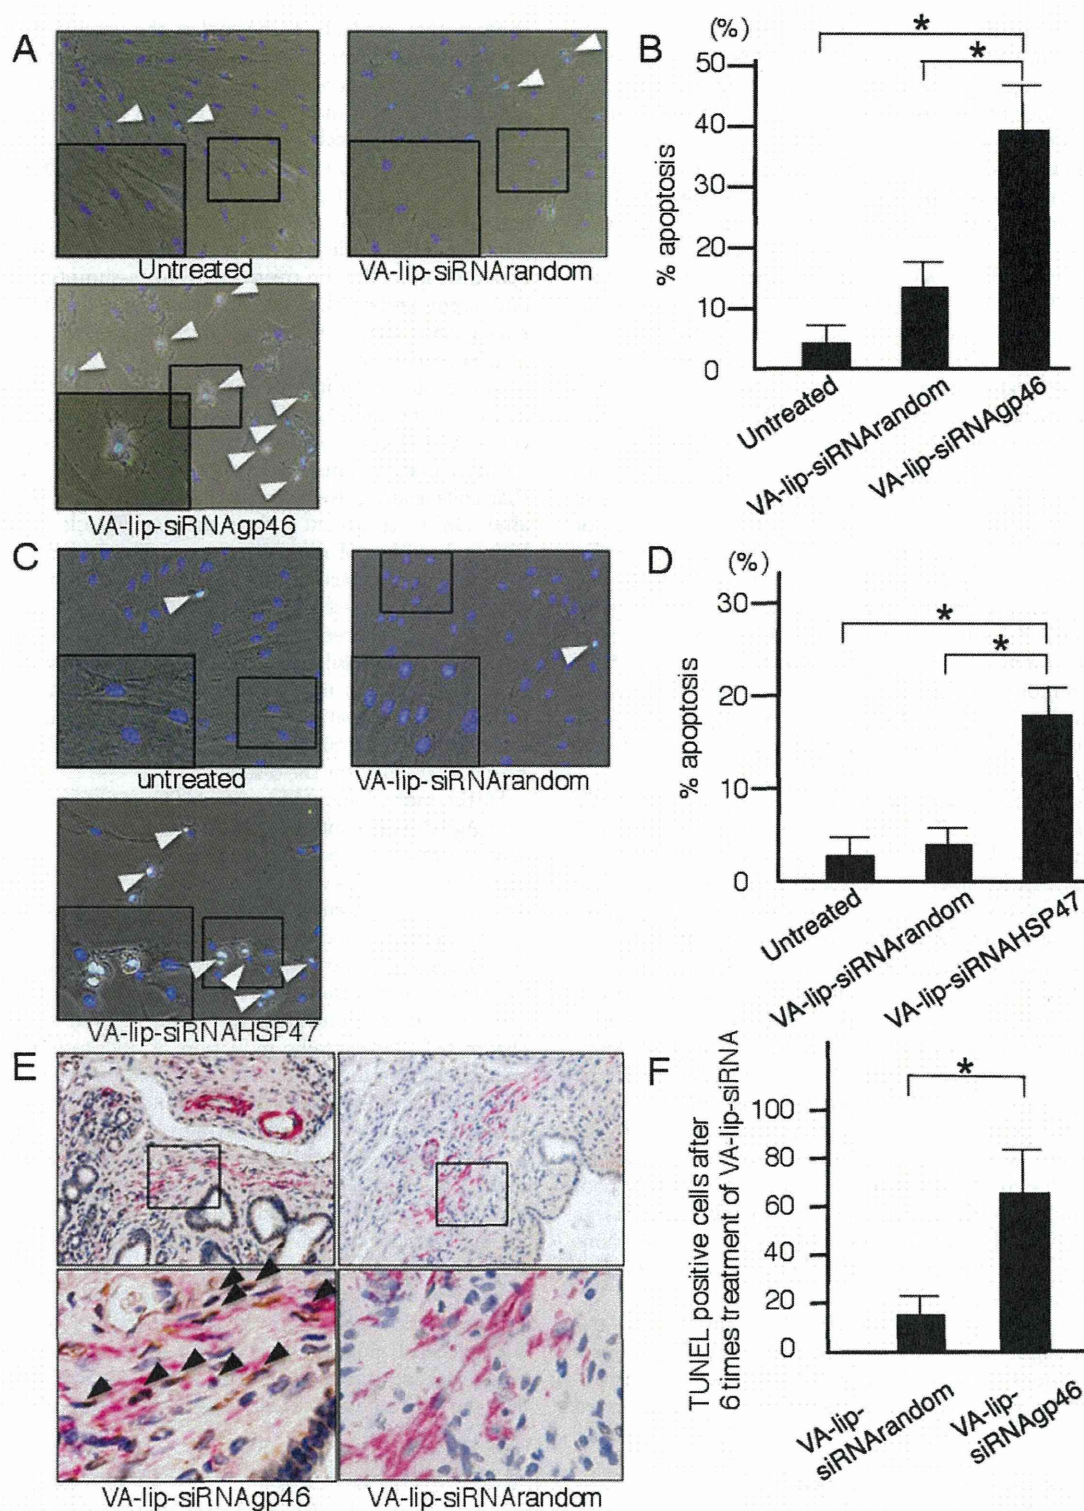 A
Untreated
VA-lip-siRNArandom
VA-lip-siRNAgp46
B
(%)
% apoptosis
50
40
30
20
10
0
*
*
Untreated
VA-lip-siRNArandom
VA-lip-siRNAgp46
C
untreated
VA-lip-siRNArandom
VA-lip-siRNAHSP47
D
(%)
% apoptosis
30
20
10
0
*
*
Untreated
VA-lip-siRNArandom
VA-lip-siRNAHSP47
E
VA-lip-siRNAgp46
VA-lip-siRNArandom
F
TUNEL positive cells after
6 times treatment of VA-lip-siRNA
100
80
60
40
20
0
*
VA-lip-
siRNArandom
VA-lip-
siRNAgp46